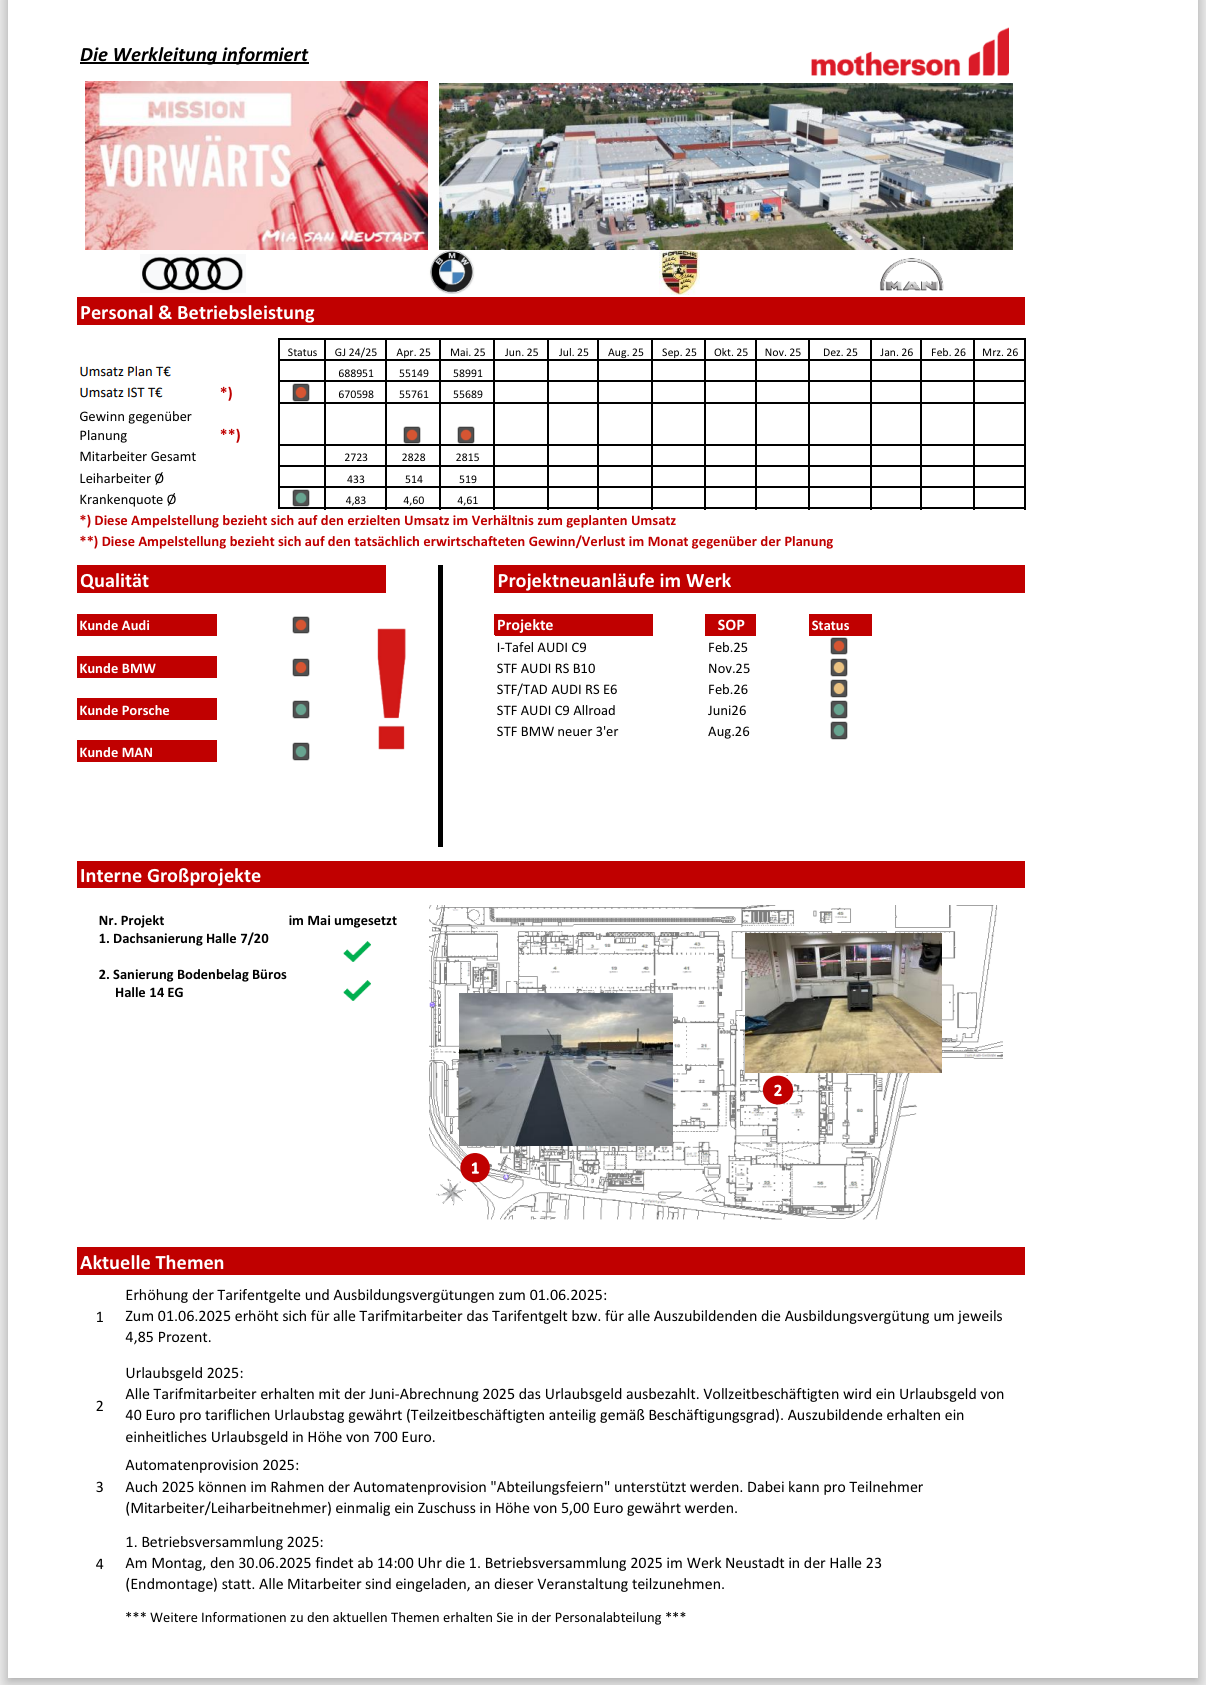 Die Werkleitung informiert
motherson
MISSION
VORWÄRTS
MIA SAN NEUSTADT
BMW
PORSCHE
MAN
Personal & Betriebsleistung
Status GJ 24/25 Apr. 25 Mai. 25 Jun. 25 Jul. 25 Aug. 25 Sep. 25 Okt. 25 Nov. 25 Dez. 25 Jan. 26 Feb. 26 Mrz. 26
Umsatz Plan T€ 688951 55149 58991
Umsatz IST T€ *) 670598 55761 55689
Gewinn gegenüber
Planung **)
Mitarbeiter Gesamt 2723 2828 2815
Leiharbeiter Ø 433 514 519
Krankenquote Ø 4,83 4,60 4,61
*) Diese Ampelstellung bezieht sich auf den erzielten Umsatz im Verhältnis zum geplanten Umsatz
**) Diese Ampelstellung bezieht sich auf den tatsächlich erwirtschafteten Gewinn/Verlust im Monat gegenüber der Planung
Qualität
Kunde Audi
Kunde BMW
Kunde Porsche
Kunde MAN
!
Projektneuanläufe im Werk
Projekte SOP Status
I-Tafel AUDI C9 Feb.25
STF AUDI RS B10 Nov.25
STF/TAD AUDI RS E6 Feb.26
STF AUDI C9 Allroad Juni26
STF BMW neuer 3'er Aug.26
Interne Großprojekte
Nr. Projekt im Mai umgesetzt
1. Dachsanierung Halle 7/20
2. Sanierung Bodenbelag Büros
Halle 14 EG
2
1
Aktuelle Themen
Erhöhung der Tarifentgelte und Ausbildungsvergütungen zum 01.06.2025:
1 Zum 01.06.2025 erhöht sich für alle Tarifmitarbeiter das Tarifentgelt bzw. für alle Auszubildenden die Ausbildungsvergütung um jeweils
4,85 Prozent.
Urlaubsgeld 2025:
Alle Tarifmitarbeiter erhalten mit der Juni-Abrechnung 2025 das Urlaubsgeld ausbezahlt. Vollzeitbeschäftigten wird ein Urlaubsgeld von
2 40 Euro pro tariflichen Urlaubstag gewährt (Teilzeitbeschäftigten anteilig gemäß Beschäftigungsgrad). Auszubildende erhalten ein
einheitliches Urlaubsgeld in Höhe von 700 Euro.
Automatenprovision 2025:
3 Auch 2025 können im Rahmen der Automatenprovision "Abteilungsfeiern" unterstützt werden. Dabei kann pro Teilnehmer
(Mitarbeiter/Leiharbeitnehmer) einmalig ein Zuschuss in Höhe von 5,00 Euro gewährt werden.
1. Betriebsversammlung 2025:
4 Am Montag, den 30.06.2025 findet ab 14:00 Uhr die 1. Betriebsversammlung 2025 im Werk Neustadt in der Halle 23
(Endmontage) statt. Alle Mitarbeiter sind eingeladen, an dieser Veranstaltung teilzunehmen.
*** Weitere Informationen zu den aktuellen Themen erhalten Sie in der Personalabteilung ***